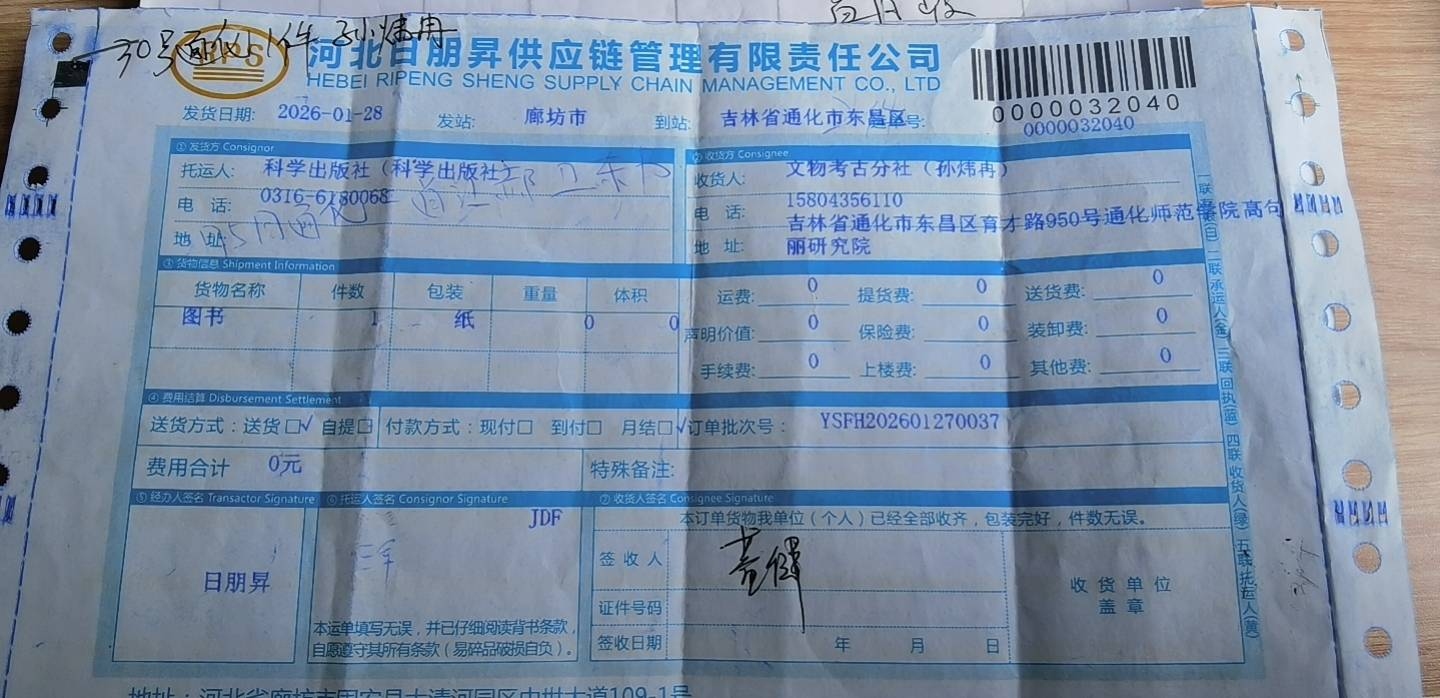 30号 1件 孙炜冉
河北日朋昇供应链管理有限责任公司
HEBEI RIPENG SHENG SUPPLY CHAIN MANAGEMENT CO., LTD
0000032040
发货日期: 2026-01-28 发站: 廊坊市 到站: 吉林省通化市东昌区 号: 0000032040
① 发货方 Consignor
托运人: 科学出版社（科学出版社）
电 话: 0316-6180068
地 址:
② 收货方 Consignee
收货人: 文物考古分社（孙炜冉）
电 话: 15804356110
地 址: 吉林省通化市东昌区育才路950号通化师范学院高句
丽研究院
③ 货物信息 Shipment Information
货物名称 件数 包装 重量 体积
图书 1 纸 0 0
运费: 0 提货费: 0 送货费: 0
声明价值: 0 保险费: 0 装卸费: 0
手续费: 0 上楼费: 0 其他费: 0
④ 费用结算 Disbursement Settlement
送货方式：送货□√ 自提□ 付款方式：现付□ 到付□ 月结□√ 订单批次号： YSFH202601270037
费用合计 0元 特殊备注:
⑤ 经办人签名 Transactor Signature
日朋昇
⑥ 托运人签名 Consignor Signature
JDF
本运单填写无误，并已仔细阅读背书条款，
自愿遵守其所有条款（易碎品破损自负）。
⑦ 收货人签名 Consignee Signature
本订单货物我单位（个人）已经全部收齐，包装完好，件数无误。
签 收 人
证件号码
签收日期 年 月 日
收 货 单 位
盖 章
二联承运人(金) 三联回执(蓝) 四联收货人(绿) 五联托运人(黄)